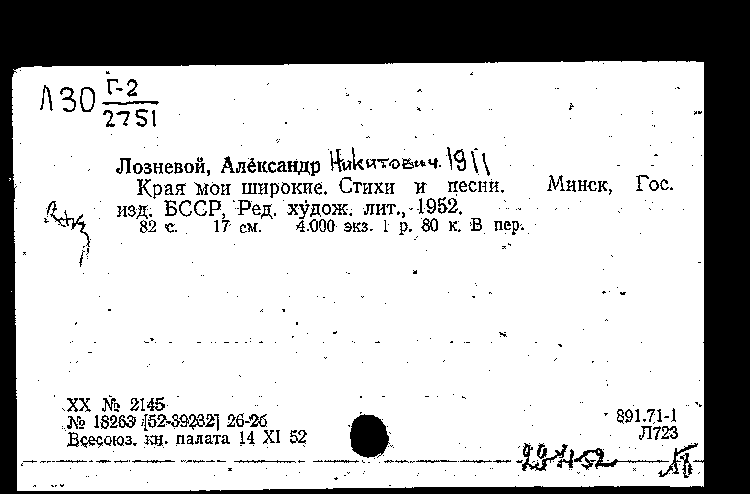 Л30 Г-2
2751
Лозневой, Александр Никитович. 1911
Края мои широкие. Стихи и песни. Минск, Гос.
изд. БССР, Ред. худож. лит., 1952.
82 с. 17 см. 4.000 экз. 1 р. 80 к. В пер.
XX № 2145
№ 18263 [52-39232] 26-26
Всесоюз. кн. палата 14 XI 52
891.71-1
Л723